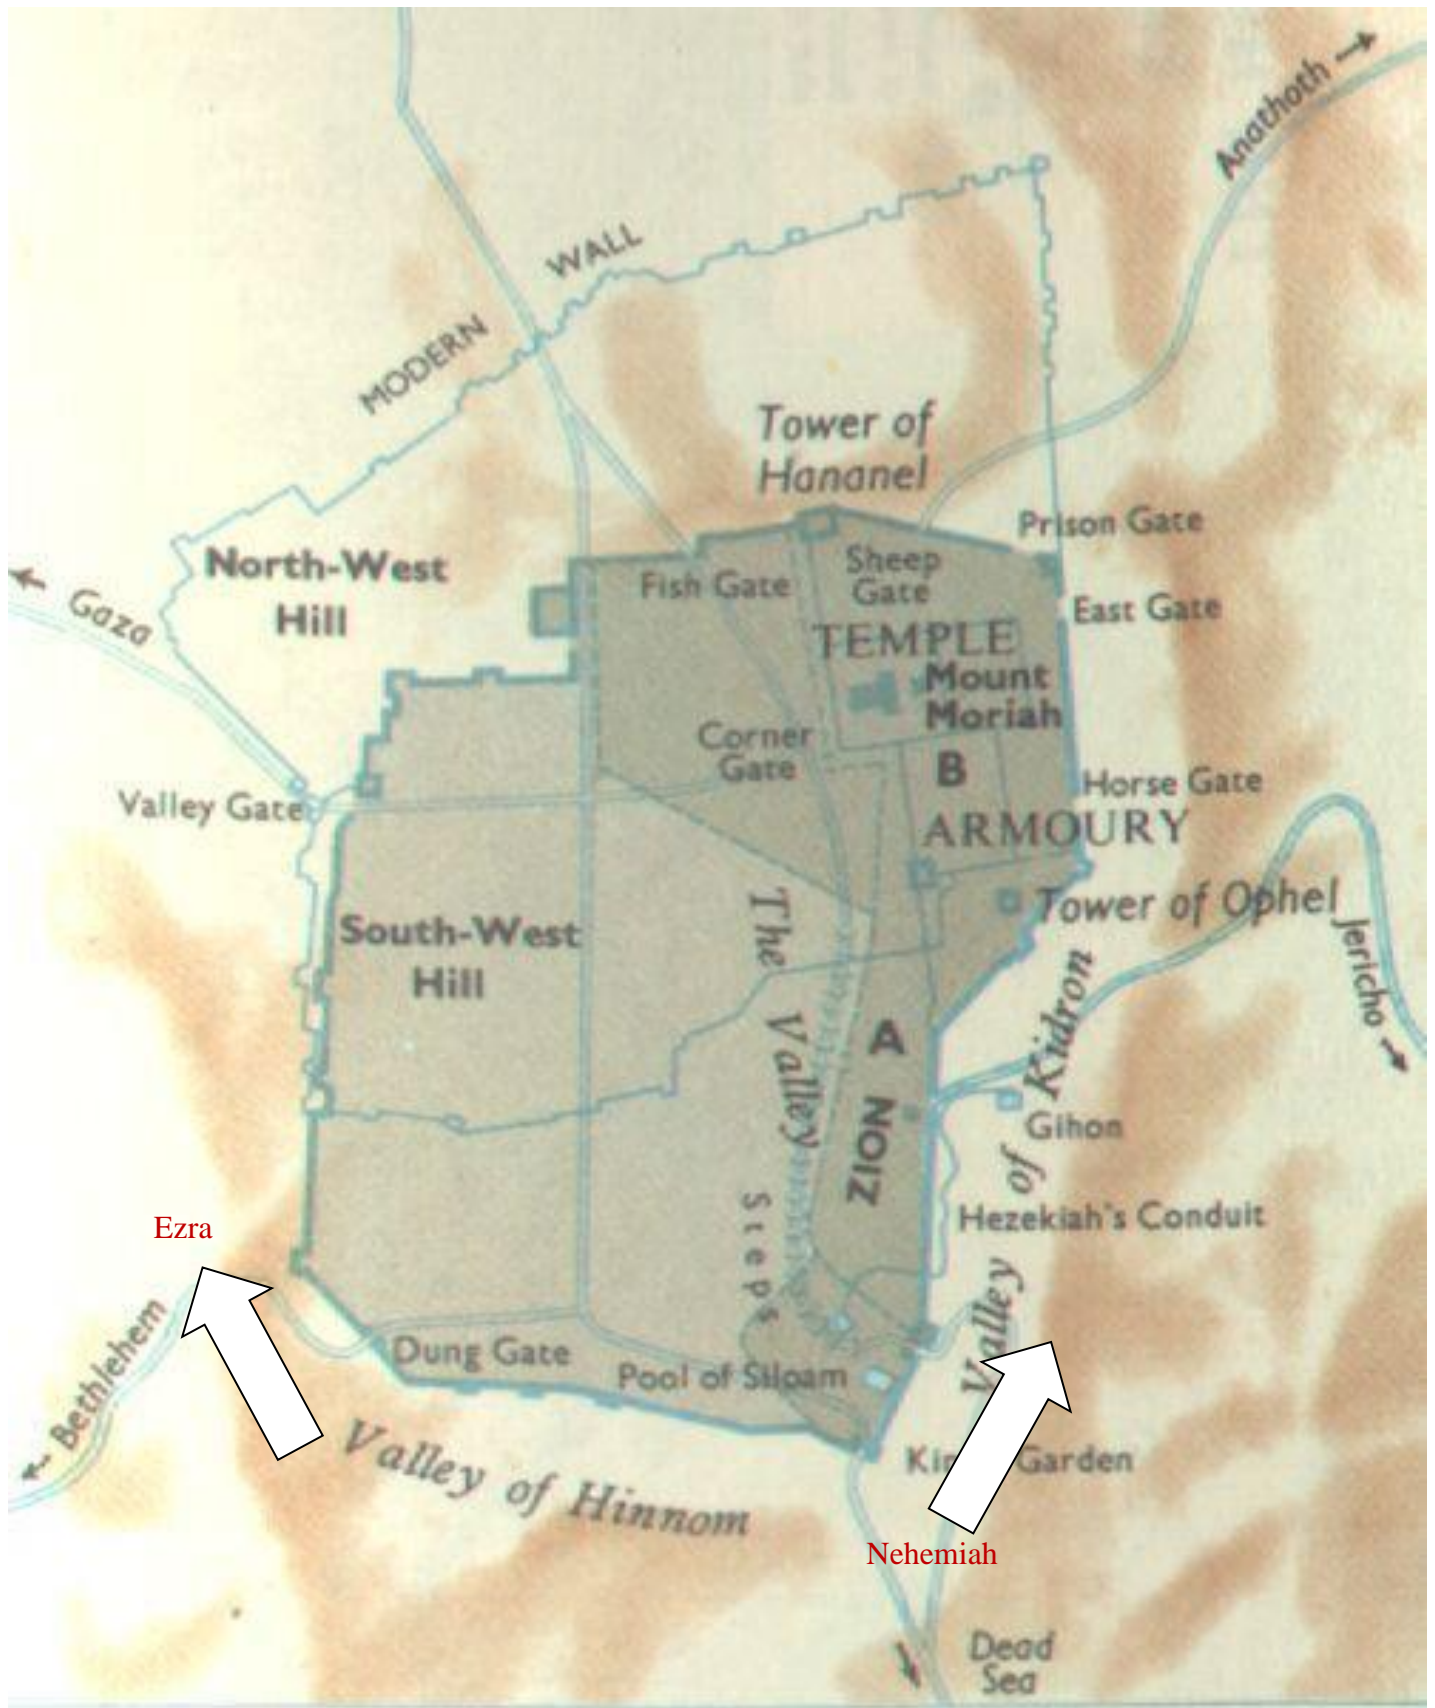 Anathoth
WALL
MODERN
Tower of
Hananel
Prison Gate
North-West
Hill
Sheep
Gate
Fish Gate
Gaza
East Gate
TEMPLE
Mount
Moriah
Corner
Gate
B
Horse Gate
Valley Gate
ARMOURY
Tower of Ophel
The Valley
South-West
Hill
Jericho
A
ZION
Valley of Kidron
Gihon
Steps
Hezekiah's Conduit
Ezra
Bethlehem
Dung Gate
Pool of Siloam
Valley of Hinnom
Garden
Nehemiah
Dead
Sea